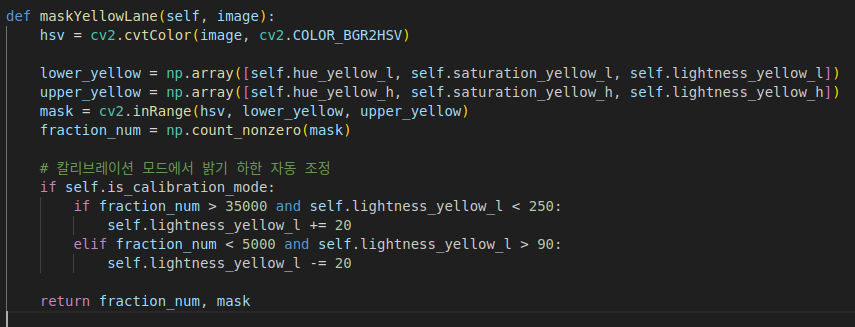 def maskYellowLane(self, image):
    hsv = cv2.cvtColor(image, cv2.COLOR_BGR2HSV)

    lower_yellow = np.array([self.hue_yellow_l, self.saturation_yellow_l, self.lightness_yellow_l])
    upper_yellow = np.array([self.hue_yellow_h, self.saturation_yellow_h, self.lightness_yellow_h])
    mask = cv2.inRange(hsv, lower_yellow, upper_yellow)
    fraction_num = np.count_nonzero(mask)

    # 칼리브레이션 모드에서 밝기 하한 자동 조정
    if self.is_calibration_mode:
        if fraction_num > 35000 and self.lightness_yellow_l < 250:
            self.lightness_yellow_l += 20
        elif fraction_num < 5000 and self.lightness_yellow_l > 90:
            self.lightness_yellow_l -= 20

    return fraction_num, mask